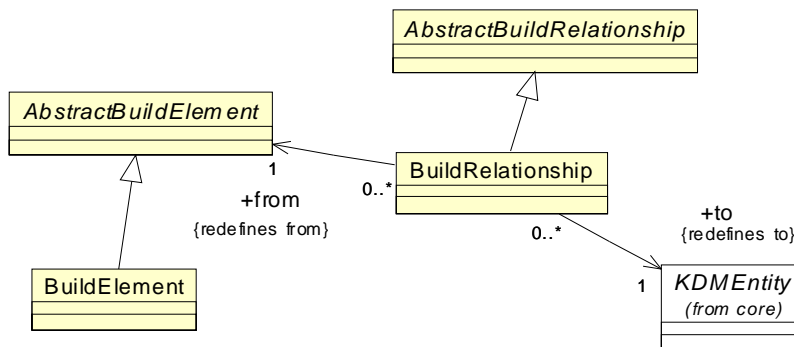 AbstractBuildRelationship
AbstractBuildElement
BuildRelationship
1
0..*
+from
{redefines from}
0..*
+to
{redefines to}
BuildElement
1
KDMEntity
(from core)